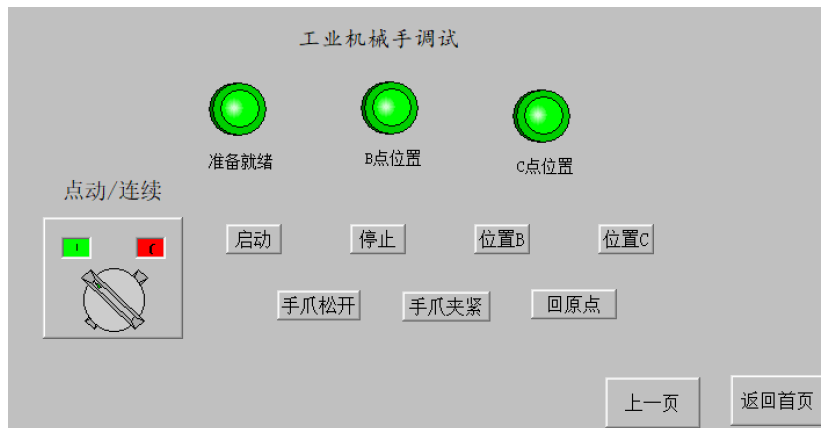 工业机械手调试
准备就绪
B点位置
C点位置
点动/连续
启动
停止
位置B
位置C
手爪松开
手爪夹紧
回原点
上一页
返回首页